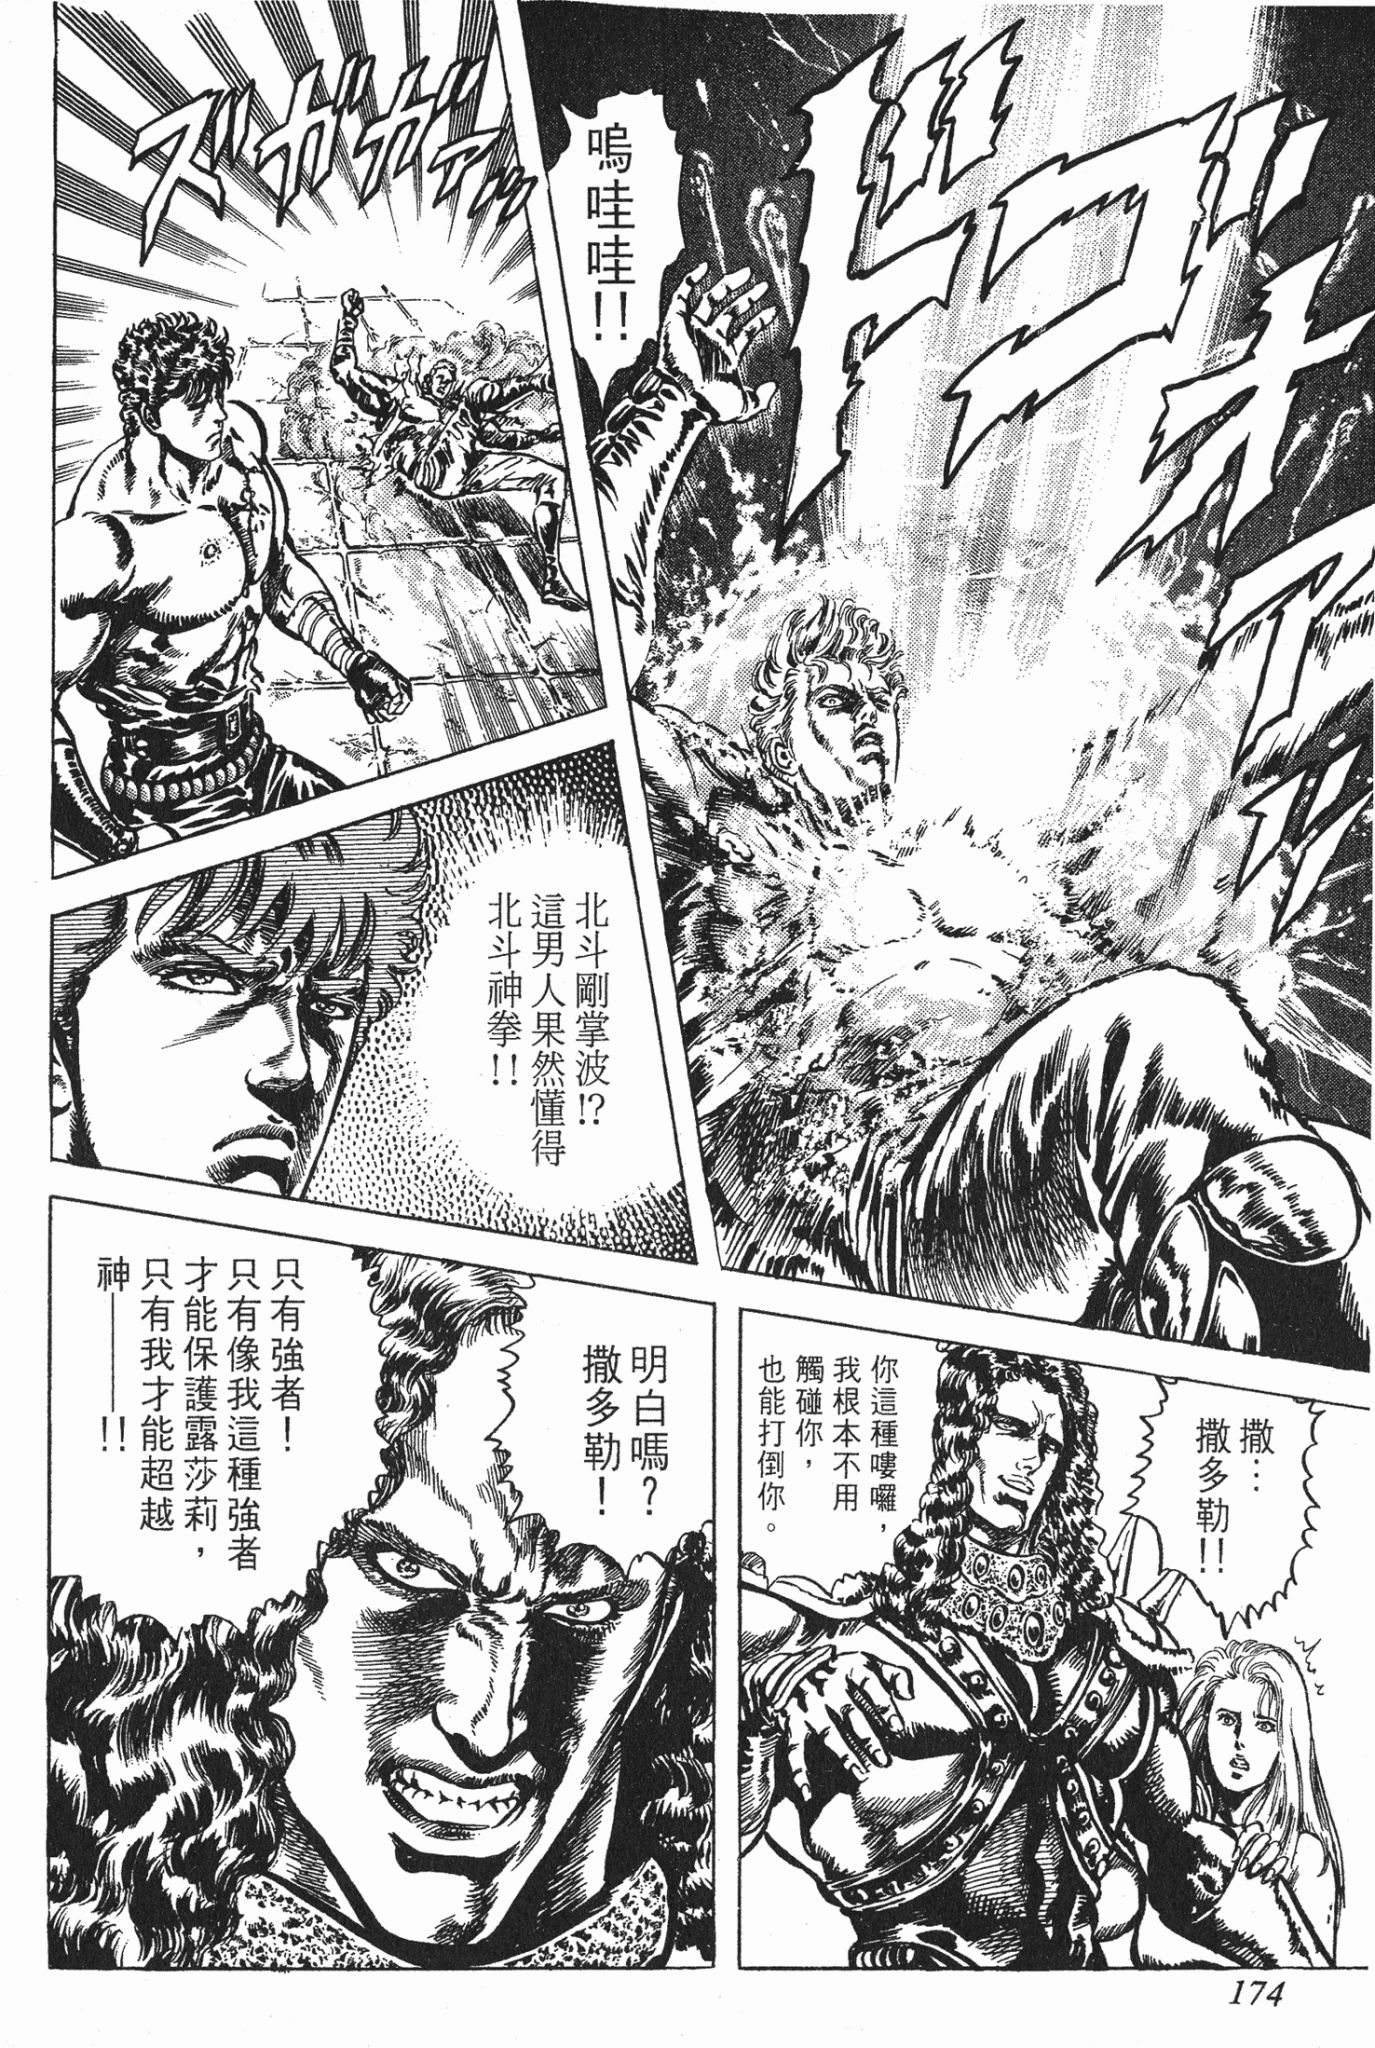 ドゴオ
アッ
嗚哇哇!!
ズガガガァッ
北斗剛掌波!?
這男人果然懂得
北斗神拳!!
撒…
撒多勒!!
你這種嘍囉，
我根本不用
觸碰你，
也能打倒你。
明白嗎？
撒多勒！
只有強者！
只有像我這種強者
才能保護露莎莉，
只有我才能超越
神——!!
174